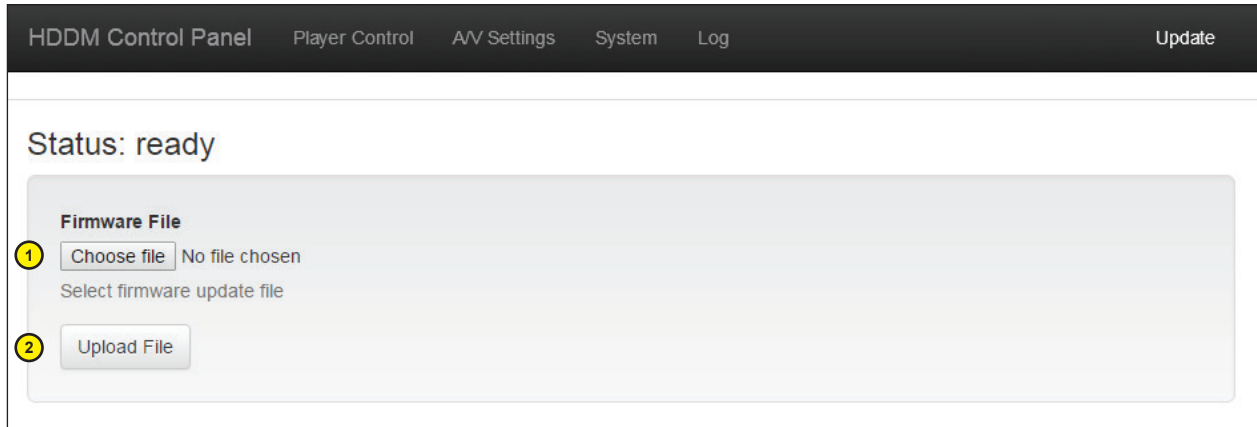 HDDM Control Panel Player Control A/V Settings System Log Update
Status: ready
Firmware File
1 Choose file No file chosen
Select firmware update file
2 Upload File